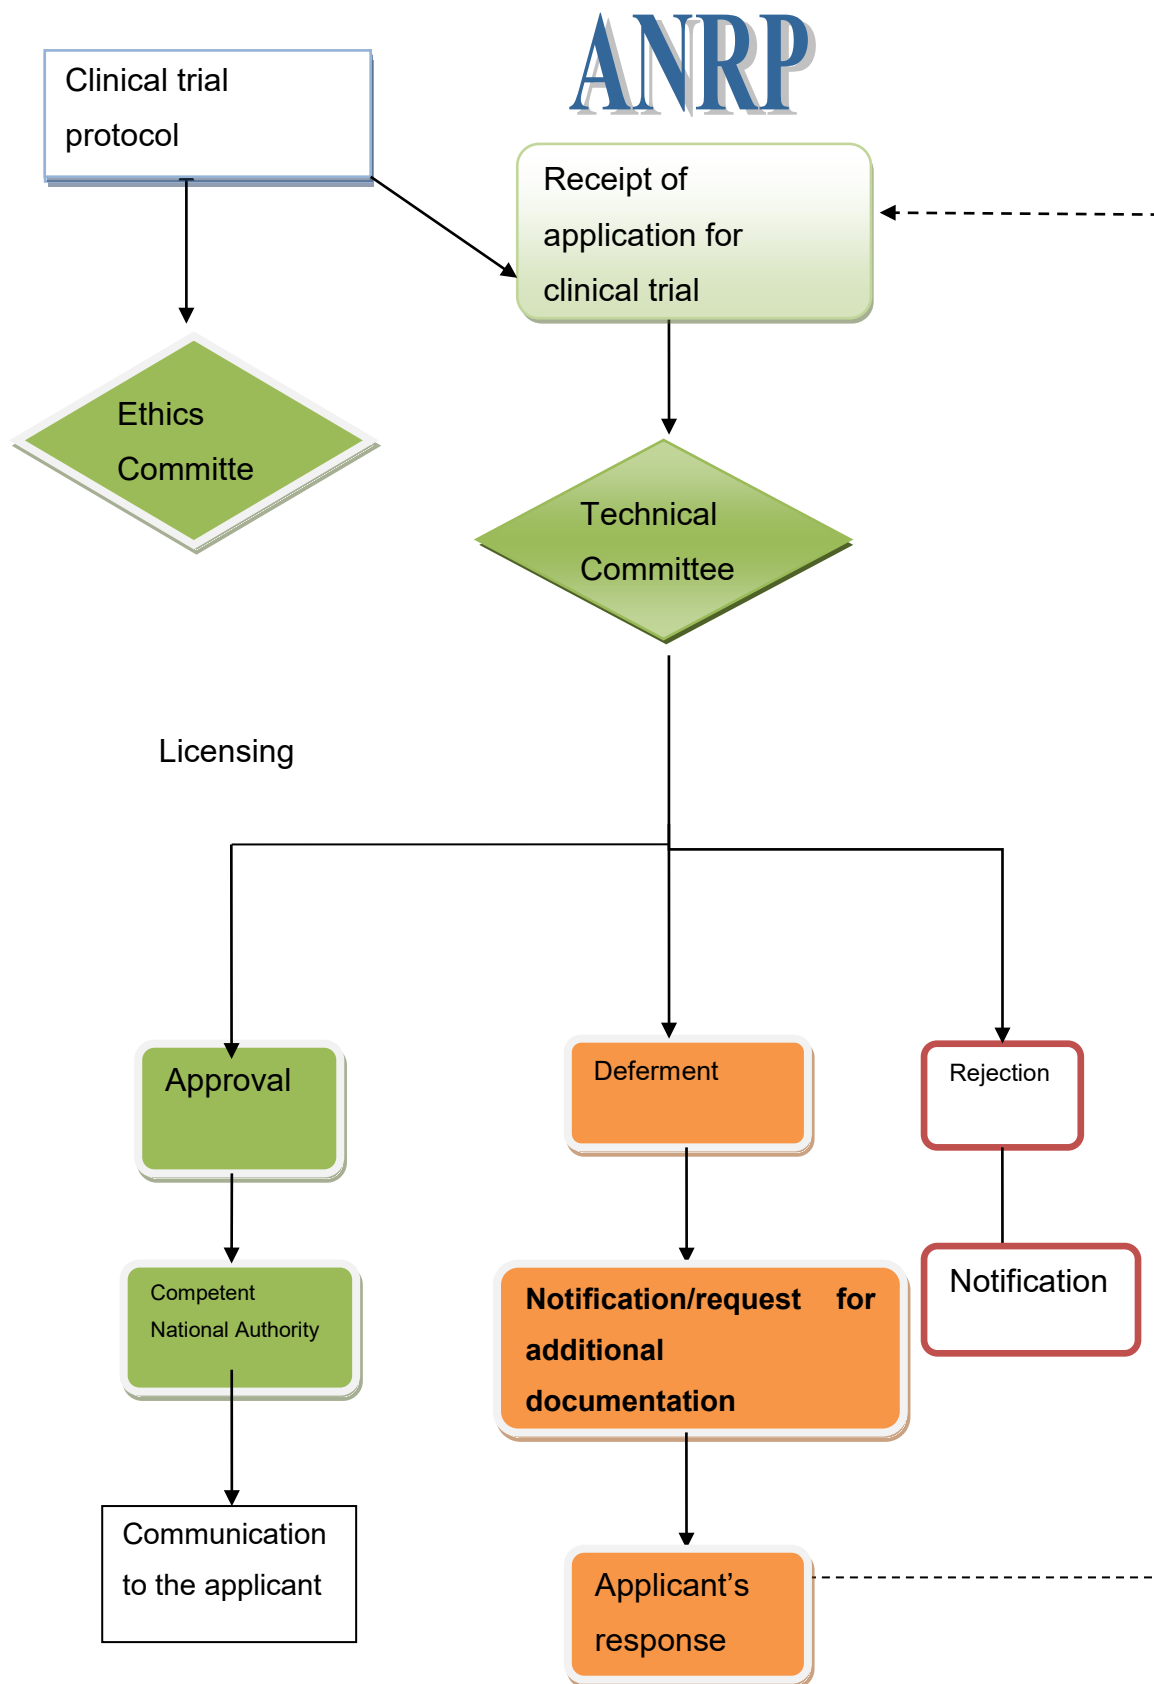 ANRP
Clinical trial
protocol
Receipt of
application for
clinical trial
Ethics
Committe
Technical
Committee
Licensing
Approval
Deferment
Rejection
Competent
National Authority
Notification/request for
additional
documentation
Notification
Communication
to the applicant
Applicant’s
response